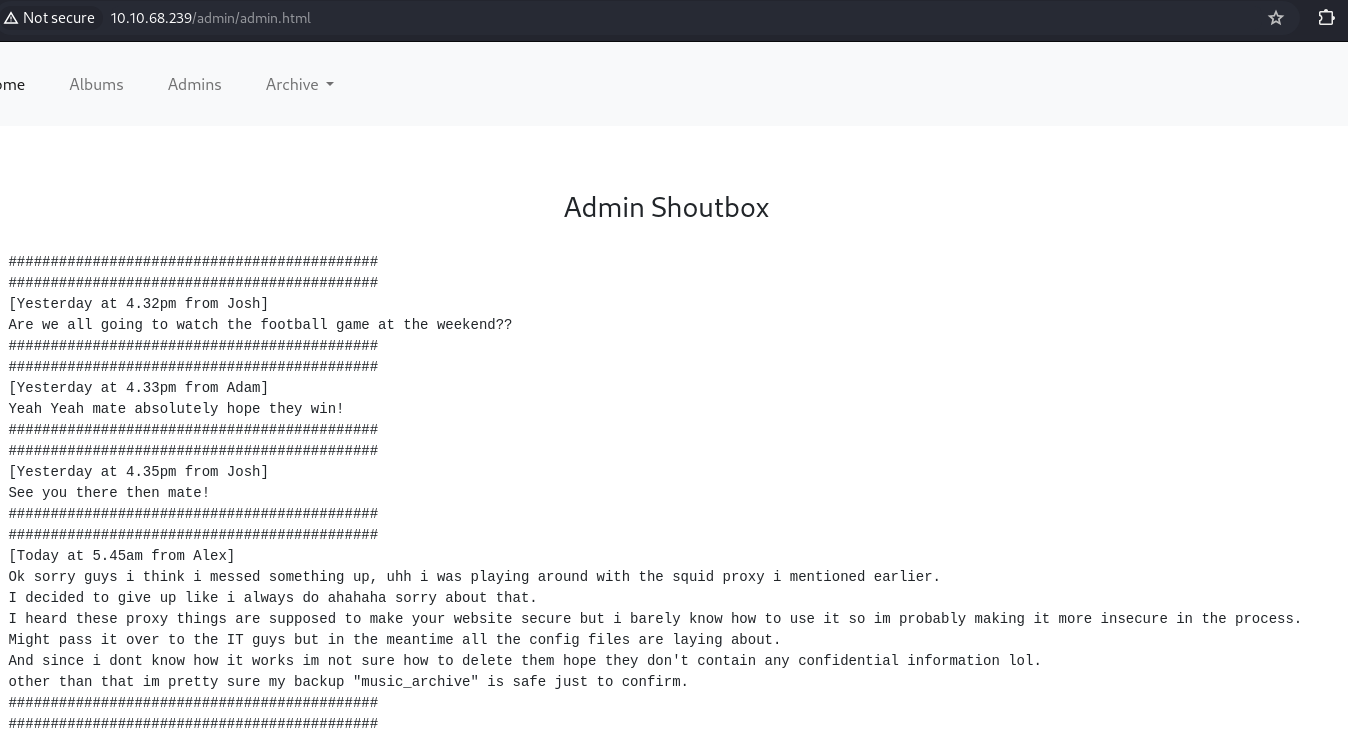 Not secure 10.10.68.239/admin/admin.html
ome Albums Admins Archive
Admin Shoutbox
############################################
############################################
[Yesterday at 4.32pm from Josh]
Are we all going to watch the football game at the weekend??
############################################
############################################
[Yesterday at 4.33pm from Adam]
Yeah Yeah mate absolutely hope they win!
############################################
############################################
[Yesterday at 4.35pm from Josh]
See you there then mate!
############################################
############################################
[Today at 5.45am from Alex]
Ok sorry guys i think i messed something up, uhh i was playing around with the squid proxy i mentioned earlier.
I decided to give up like i always do ahahaha sorry about that.
I heard these proxy things are supposed to make your website secure but i barely know how to use it so im probably making it more insecure in the process.
Might pass it over to the IT guys but in the meantime all the config files are laying about.
And since i dont know how it works im not sure how to delete them hope they don't contain any confidential information lol.
other than that im pretty sure my backup "music_archive" is safe just to confirm.
############################################
############################################